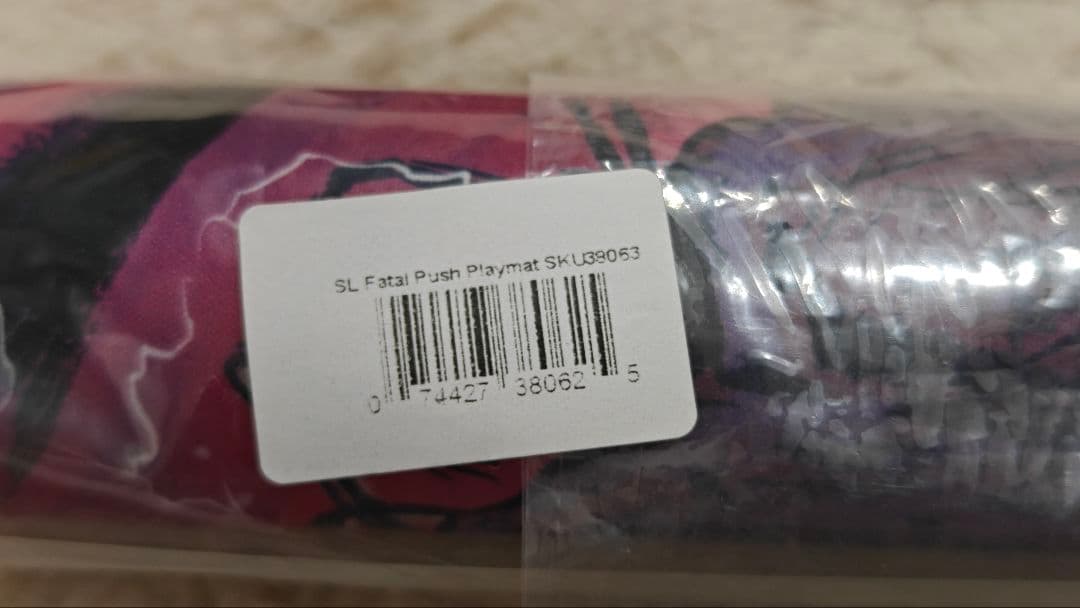 SL Fatal Push Playmat SKU38063
0 74427 38062 5